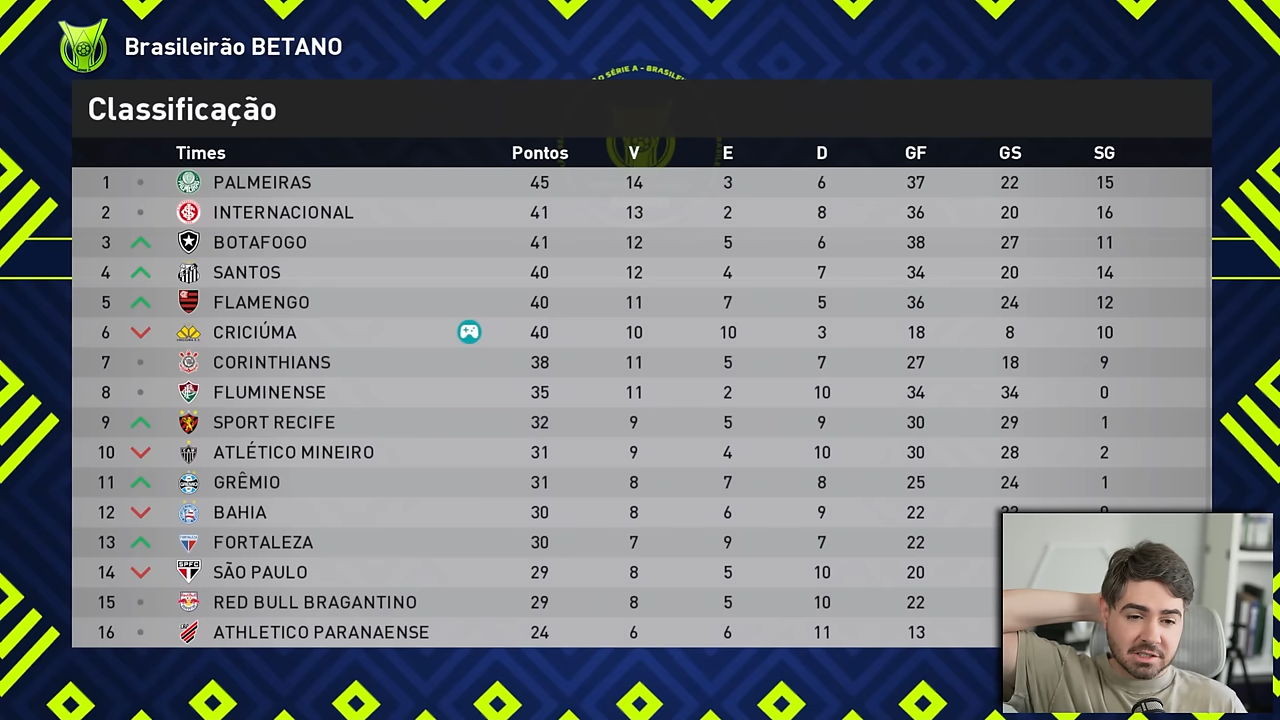 Brasileirão BETANO
O SÉRIE A - BRASILEI
Classificação
Times Pontos V E D GF GS SG
1 PALMEIRAS 45 14 3 6 37 22 15
2 INTERNACIONAL 41 13 2 8 36 20 16
3 BOTAFOGO 41 12 5 6 38 27 11
4 SANTOS 40 12 4 7 34 20 14
5 FLAMENGO 40 11 7 5 36 24 12
6 CRICIÚMA 40 10 10 3 18 8 10
7 CORINTHIANS 38 11 5 7 27 18 9
8 FLUMINENSE 35 11 2 10 34 34 0
9 SPORT RECIFE 32 9 5 9 30 29 1
10 ATLÉTICO MINEIRO 31 9 4 10 30 28 2
11 GRÊMIO 31 8 7 8 25 24 1
12 BAHIA 30 8 6 9 22
13 FORTALEZA 30 7 9 7 22
14 SÃO PAULO 29 8 5 10 20
15 RED BULL BRAGANTINO 29 8 5 10 22
16 ATHLETICO PARANAENSE 24 6 6 11 13